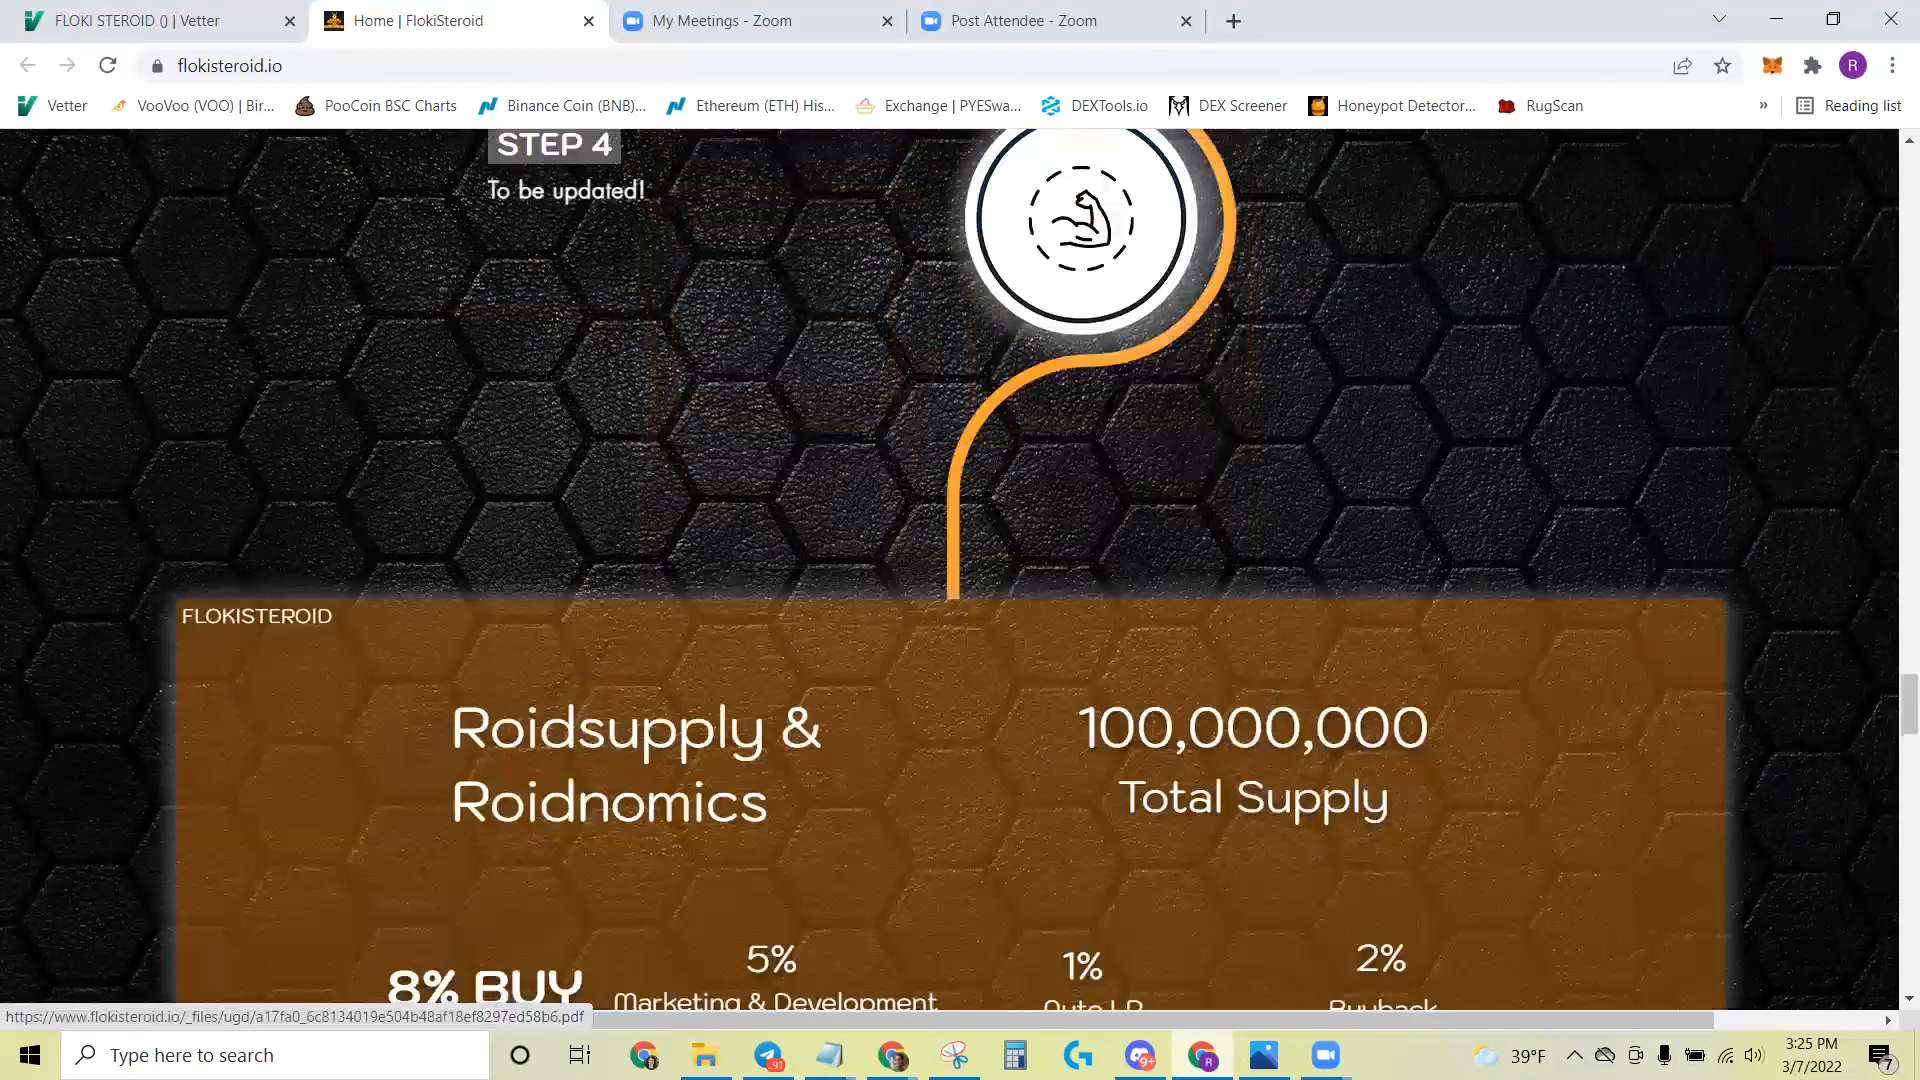 FLOKI STEROID () | Vetter
Home | FlokiSteroid
My Meetings - Zoom
Post Attendee - Zoom
flokisteroid.io
R
Vetter
VooVoo (VOO) | Bir...
PooCoin BSC Charts
Binance Coin (BNB)...
Ethereum (ETH) His...
Exchange | PYESwa...
DEXTools.io
DEX Screener
Honeypot Detector...
RugScan
»
Reading list
STEP 4
To be updated!
FLOKISTEROID
Roidsupply &
Roidnomics
100,000,000
Total Supply
8% BUY
5%
Marketing & Development
1%
Auto LP
2%
Buyback
https://www.flokisteroid.io/_files/ugd/a17fa0_6c8134019e504b48af18ef8297ed58b6.pdf
Type here to search
39°F
3:25 PM
3/7/2022
7